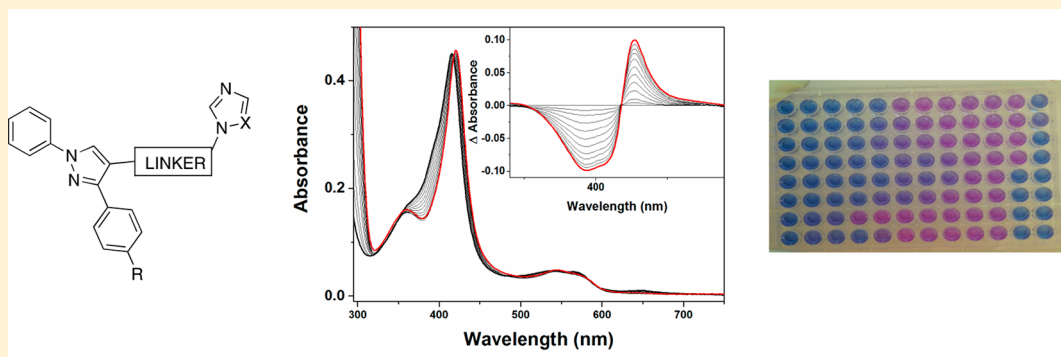 N
N
N
X
N
LINKER
R
Absorbance
0.4
0.2
0.0
300 400 500 600 700
Wavelength (nm)
Δ Absorbance
0.10
0.05
0.00
-0.05
-0.10
400
Wavelength (nm)